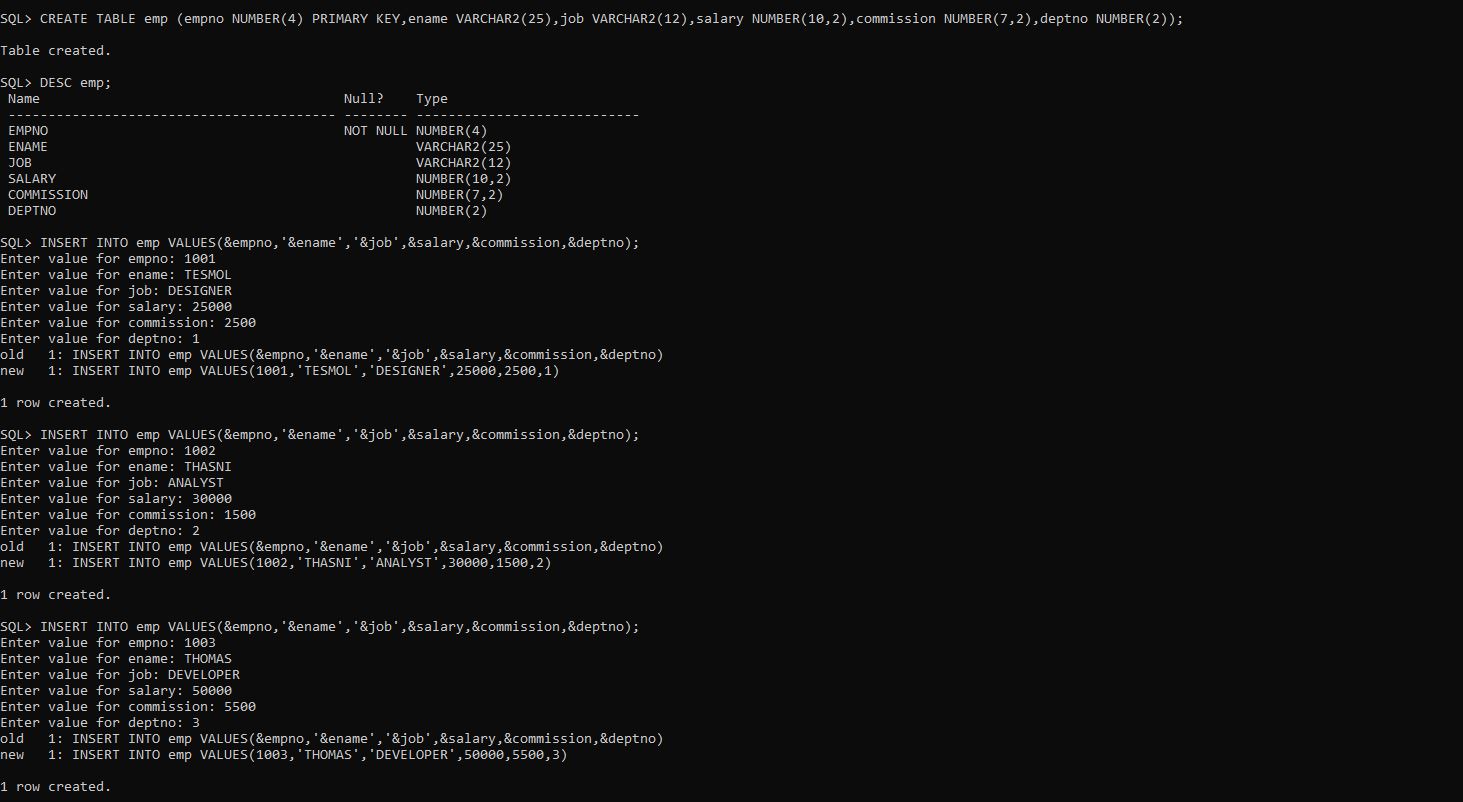 SQL> CREATE TABLE emp (empno NUMBER(4) PRIMARY KEY,ename VARCHAR2(25),job VARCHAR2(12),salary NUMBER(10,2),commission NUMBER(7,2),deptno NUMBER(2));
Table created.
SQL> DESC emp;
Name Null? Type
----------------------------------------- -------- ----------------------------
EMPNO NOT NULL NUMBER(4)
ENAME VARCHAR2(25)
JOB VARCHAR2(12)
SALARY NUMBER(10,2)
COMMISSION NUMBER(7,2)
DEPTNO NUMBER(2)
SQL> INSERT INTO emp VALUES(&empno,'&ename','&job',&salary,&commission,&deptno);
Enter value for empno: 1001
Enter value for ename: TESMOL
Enter value for job: DESIGNER
Enter value for salary: 25000
Enter value for commission: 2500
Enter value for deptno: 1
old   1: INSERT INTO emp VALUES(&empno,'&ename','&job',&salary,&commission,&deptno)
new   1: INSERT INTO emp VALUES(1001,'TESMOL','DESIGNER',25000,2500,1)
1 row created.
SQL> INSERT INTO emp VALUES(&empno,'&ename','&job',&salary,&commission,&deptno);
Enter value for empno: 1002
Enter value for ename: THASNI
Enter value for job: ANALYST
Enter value for salary: 30000
Enter value for commission: 1500
Enter value for deptno: 2
old   1: INSERT INTO emp VALUES(&empno,'&ename','&job',&salary,&commission,&deptno)
new   1: INSERT INTO emp VALUES(1002,'THASNI','ANALYST',30000,1500,2)
1 row created.
SQL> INSERT INTO emp VALUES(&empno,'&ename','&job',&salary,&commission,&deptno);
Enter value for empno: 1003
Enter value for ename: THOMAS
Enter value for job: DEVELOPER
Enter value for salary: 50000
Enter value for commission: 5500
Enter value for deptno: 3
old   1: INSERT INTO emp VALUES(&empno,'&ename','&job',&salary,&commission,&deptno)
new   1: INSERT INTO emp VALUES(1003,'THOMAS','DEVELOPER',50000,5500,3)
1 row created.